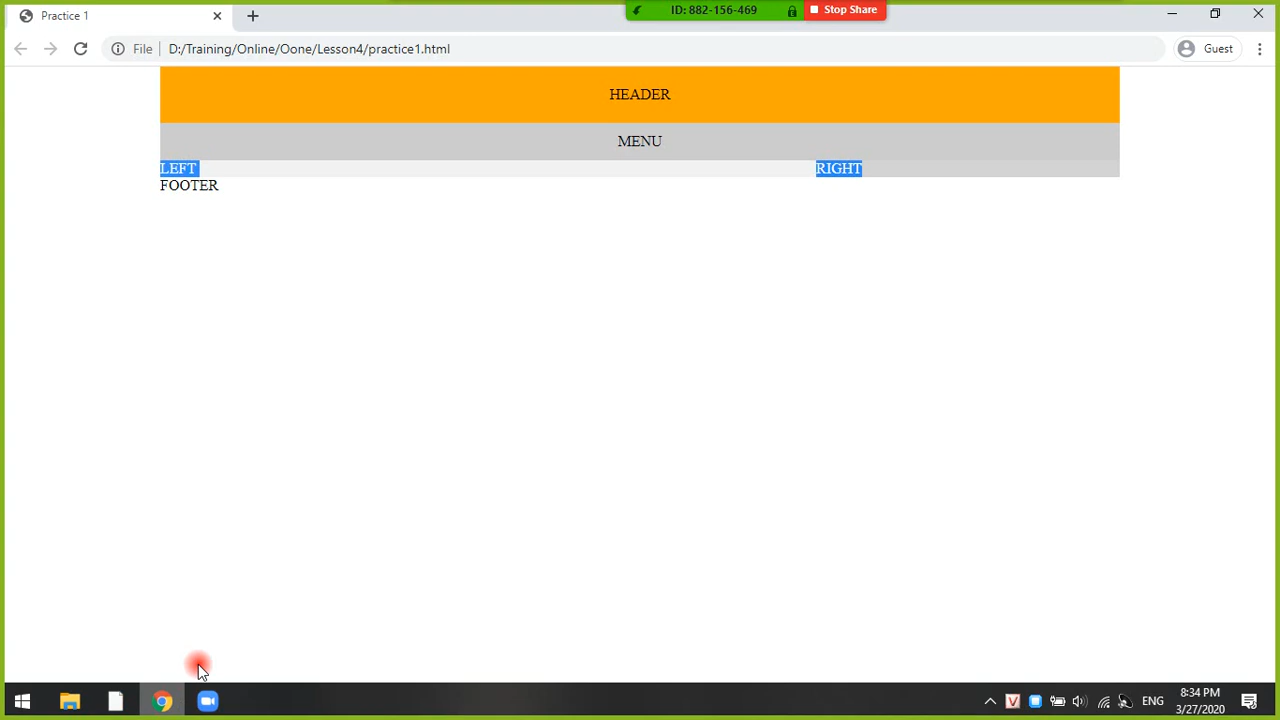 Practice 1
ID: 882-156-469
Stop Share
File
D:/Training/Online/Oone/Lesson4/practice1.html
Guest
HEADER
MENU
LEFT
RIGHT
FOOTER
V
ENG
8:34 PM
3/27/2020